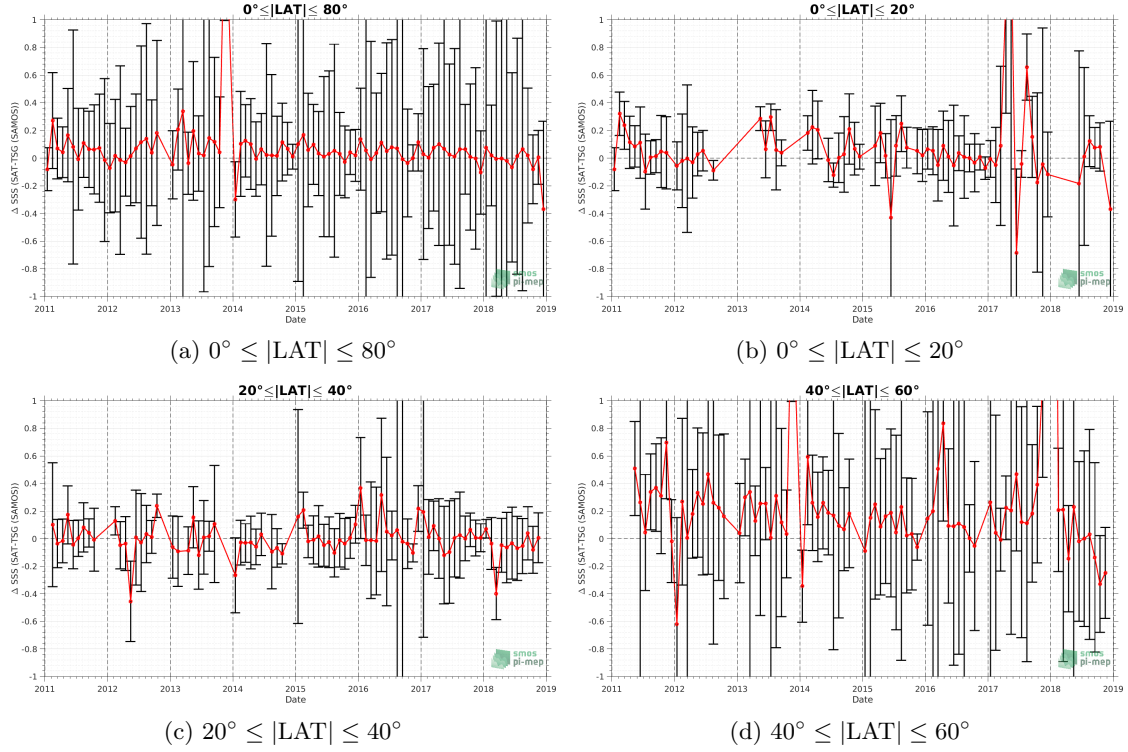 0°≤|LAT|≤ 80°
Δ SSS (SAT-TSG (SAMOS))
1
0.8
0.6
0.4
0.2
0
-0.2
-0.4
-0.6
-0.8
-1
2011 2012 2013 2014 2015 2016 2017 2018 2019
Date
smos
pi-mep
(a) 0° ≤ |LAT| ≤ 80°
0°≤|LAT|≤ 20°
Δ SSS (SAT-TSG (SAMOS))
1
0.8
0.6
0.4
0.2
0
-0.2
-0.4
-0.6
-0.8
-1
2011 2012 2013 2014 2015 2016 2017 2018 2019
Date
smos
pi-mep
(b) 0° ≤ |LAT| ≤ 20°
20°≤|LAT|≤ 40°
Δ SSS (SAT-TSG (SAMOS))
1
0.8
0.6
0.4
0.2
0
-0.2
-0.4
-0.6
-0.8
-1
2011 2012 2013 2014 2015 2016 2017 2018 2019
Date
smos
pi-mep
(c) 20° ≤ |LAT| ≤ 40°
40°≤|LAT|≤ 60°
Δ SSS (SAT-TSG (SAMOS))
1
0.8
0.6
0.4
0.2
0
-0.2
-0.4
-0.6
-0.8
-1
2011 2012 2013 2014 2015 2016 2017 2018 2019
Date
smos
pi-mep
(d) 40° ≤ |LAT| ≤ 60°